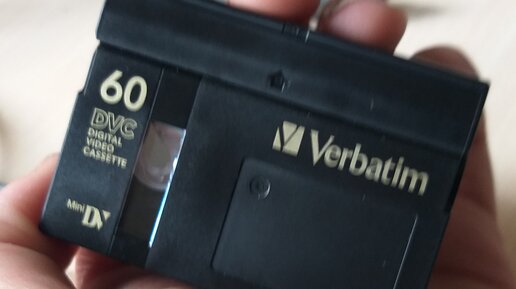 60
DVC
DIGITAL
VIDEO
CASSETTE
Mini DV
Verbatim